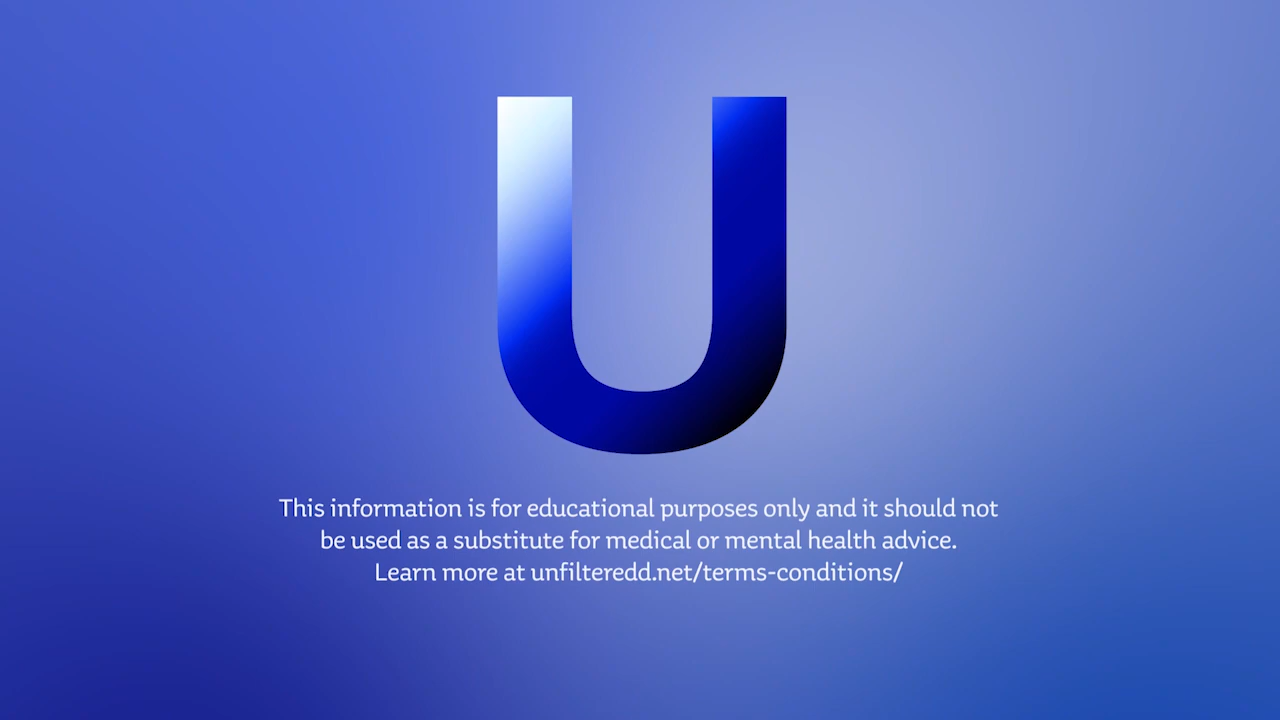 U
This information is for educational purposes only and it should not
be used as a substitute for medical or mental health advice.
Learn more at unfilteredd.net/terms-conditions/